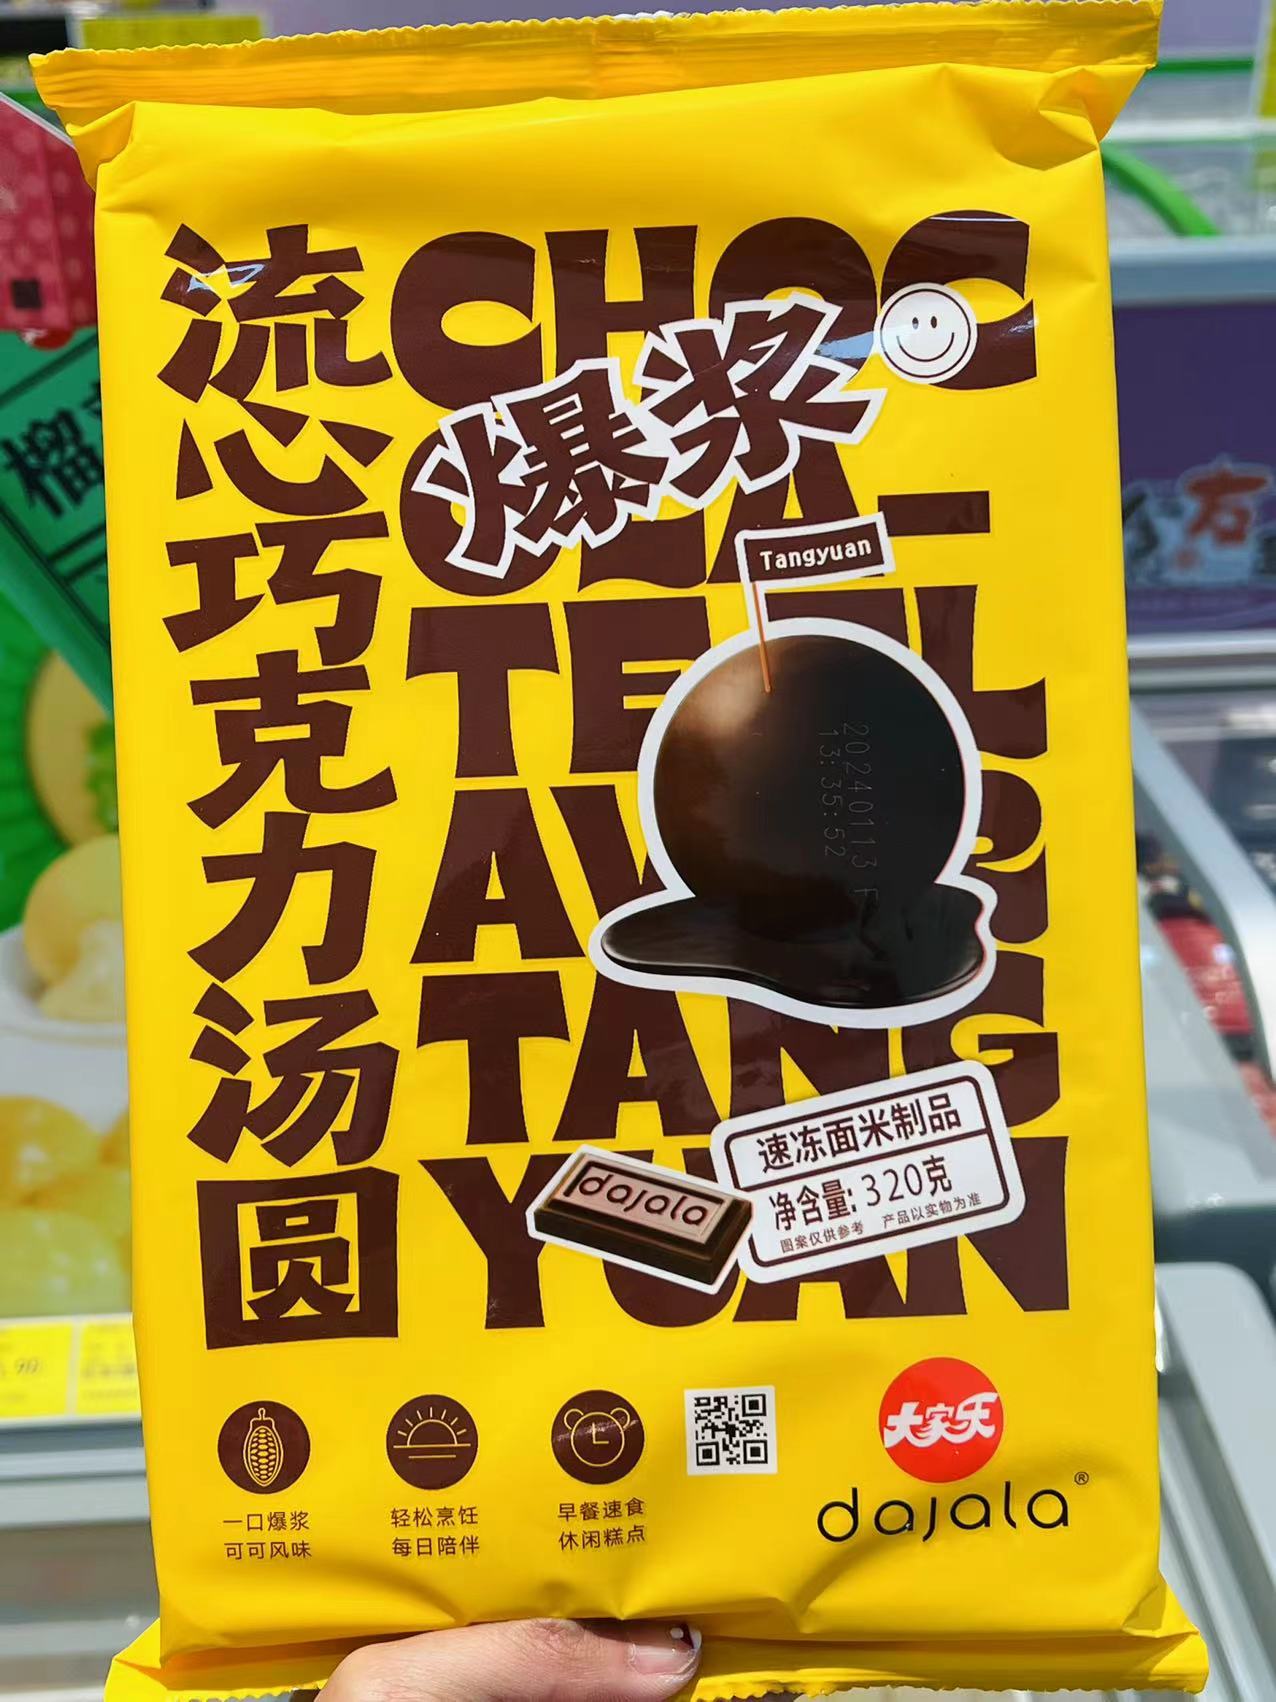 流心巧克力汤圆
CHOC
爆浆
Tangyuan
TANG
20240113 F
13:35:52
速冻面米制品
净含量:320克
图案仅供参考 产品以实物为准
dajala
一口爆浆
可可风味
轻松烹饪
每日陪伴
早餐速食
休闲糕点
大家乐
dajala®
榴
右
90